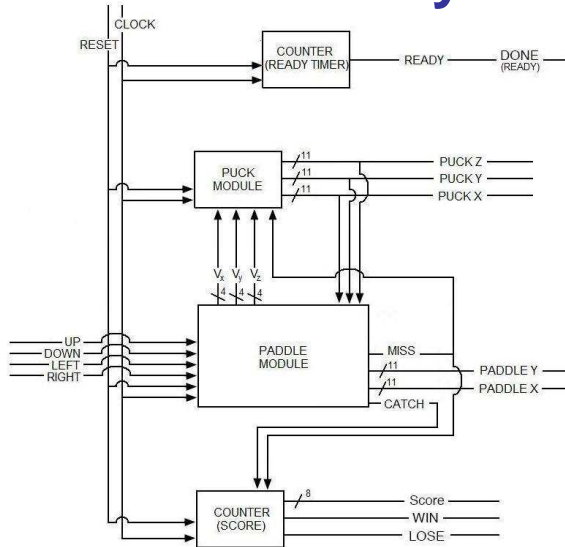 CLOCK
RESET
COUNTER
(READY TIMER)
READY
DONE
(READY)
PUCK
MODULE
11
PUCK Z
11
PUCK Y
11
PUCK X
Vx
Vy
Vz
4
4
4
UP
DOWN
LEFT
RIGHT
PADDLE
MODULE
MISS
11
PADDLE Y
11
PADDLE X
CATCH
COUNTER
(SCORE)
8
Score
WIN
LOSE